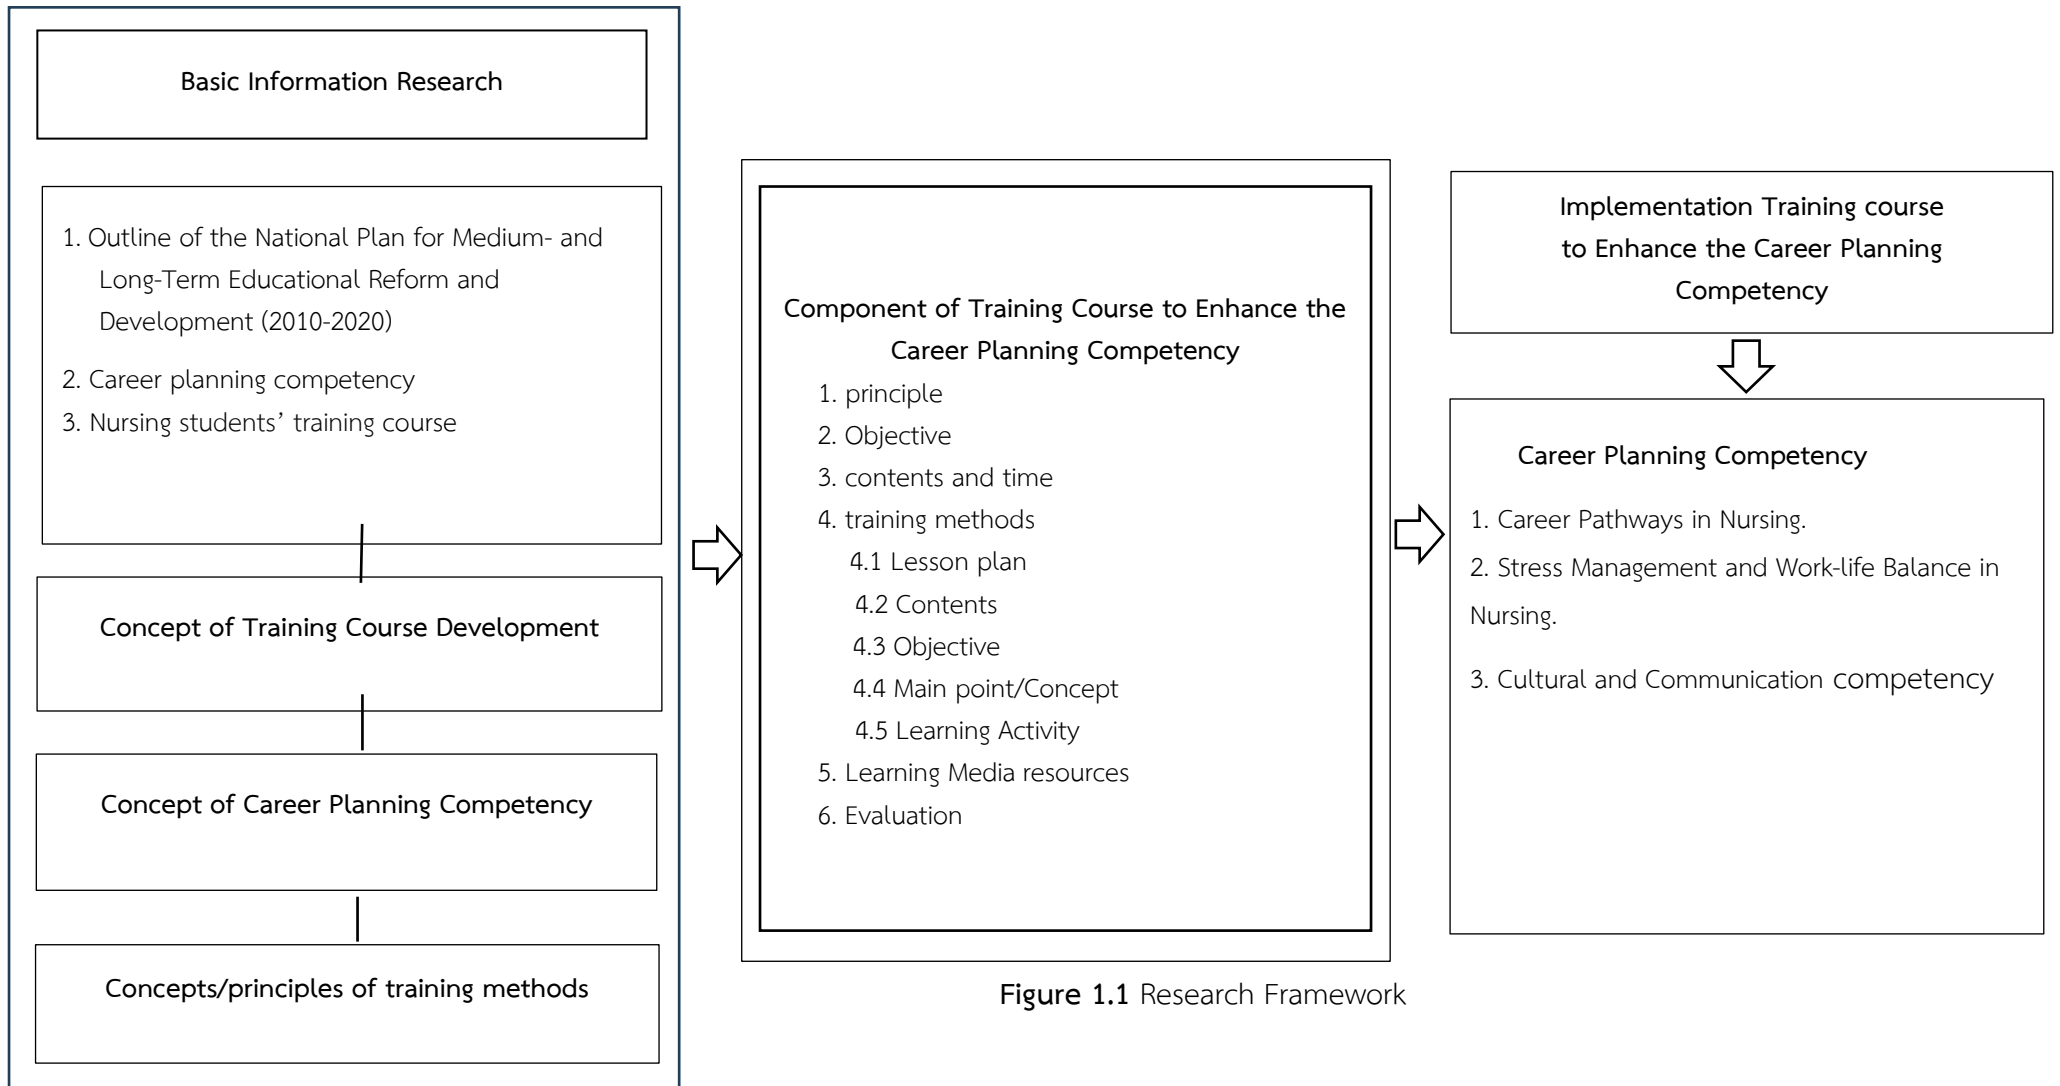 Basic Information Research
1. Outline of the National Plan for Medium- and
Long-Term Educational Reform and
Development (2010-2020)
2. Career planning competency
3. Nursing students’ training course
Concept of Training Course Development
Concept of Career Planning Competency
Concepts/principles of training methods
Component of Training Course to Enhance the
Career Planning Competency
1. principle
2. Objective
3. contents and time
4. training methods
4.1 Lesson plan
4.2 Contents
4.3 Objective
4.4 Main point/Concept
4.5 Learning Activity
5. Learning Media resources
6. Evaluation
Implementation Training course
to Enhance the Career Planning
Competency
Career Planning Competency
1. Career Pathways in Nursing.
2. Stress Management and Work-life Balance in
Nursing.
3. Cultural and Communication competency
Figure 1.1 Research Framework